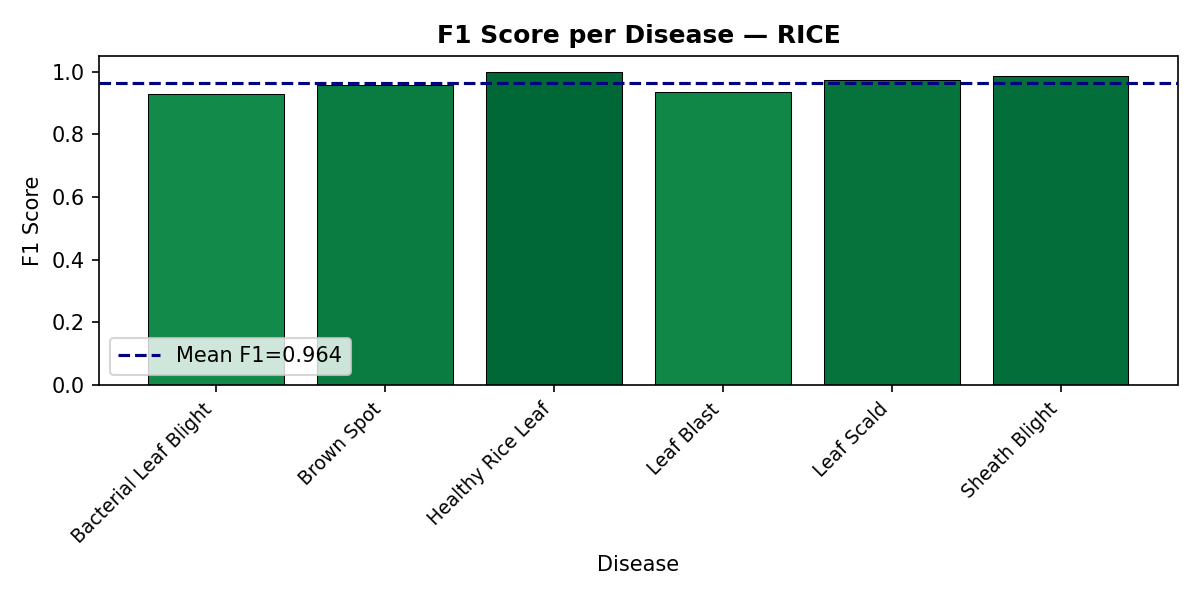 F1 Score per Disease — RICE
F1 Score
1.0
0.8
0.6
0.4
0.2
0.0
Mean F1=0.964
Bacterial Leaf Blight
Brown Spot
Healthy Rice Leaf
Leaf Blast
Leaf Scald
Sheath Blight
Disease